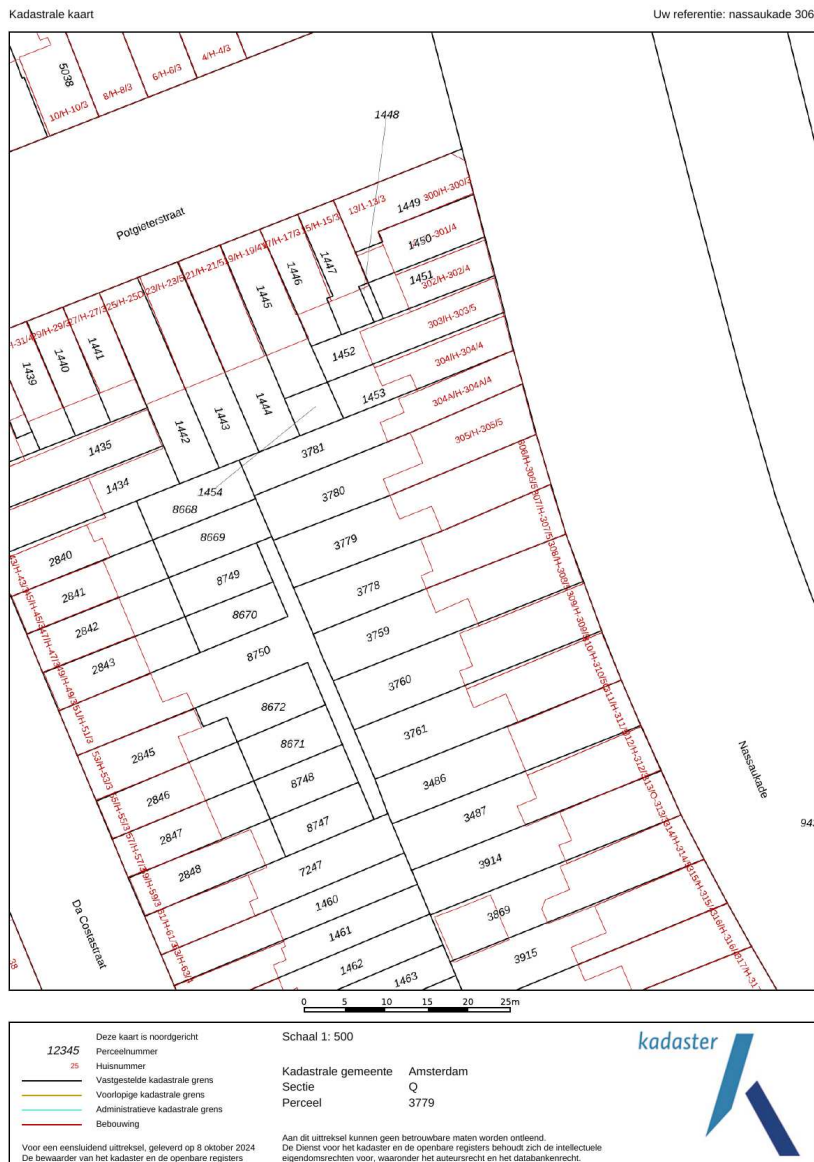 Kadastrale kaart
Uw referentie: nassaukade 306
5038
10/H-10/3
8/H-8/3
6/H-6/3
4/H-4/3
1448
Potgieterstraat
13/1-13/3
1449
300/H-300/3
1450
301/4
1451
302/H-302/4
1447
1446
1445
303/H-303/5
304/H-304/4
304A/H-304A/4
305/H-305/5
1439
1440
1441
1452
1453
1442
1443
1444
1435
1434
1454
3781
3780
8668
8669
3779
2840
8749
3778
2841
8670
2842
3759
2843
8750
3760
8672
3761
8671
2845
3486
8748
2846
3487
8747
2847
3914
2848
7247
3869
1460
1461
3915
1462
1463
Nassaukade
Da Costastraat
53/H-53/3
38
0 5 10 15 20 25m
Deze kaart is noordgericht
12345 Perceelnummer
25 Huisnummer
Vastgestelde kadastrale grens
Voorlopige kadastrale grens
Administratieve kadastrale grens
Bebouwing
Voor een eensluidend uittreksel, geleverd op 8 oktober 2024
De bewaarder van het kadaster en de openbare registers
Schaal 1: 500
Kadastrale gemeente Amsterdam
Sectie Q
Perceel 3779
Aan dit uittreksel kunnen geen betrouwbare maten worden ontleend.
De Dienst voor het kadaster en de openbare registers behoudt zich de intellectuele
eigendomsrechten voor, waaronder het auteursrecht en het databankenrecht.
kadaster